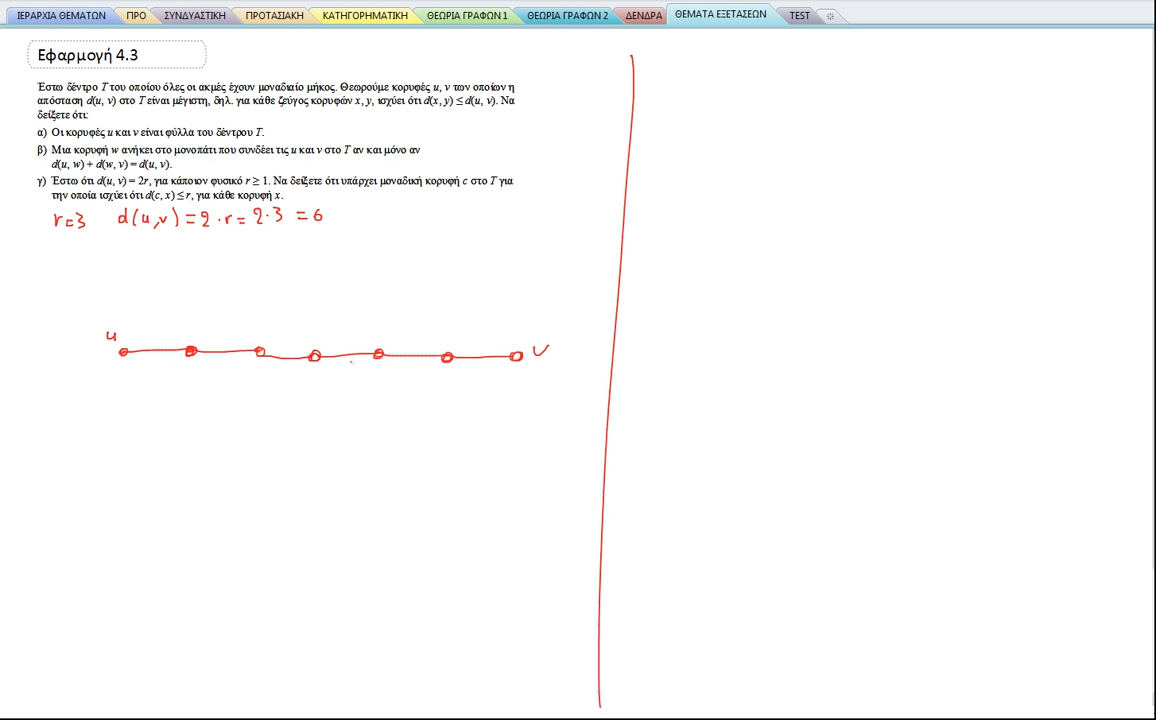 ΙΕΡΑΡΧΙΑ ΘΕΜΑΤΩΝ ΠΡΟ ΣΥΝΔΥΑΣΤΙΚΗ ΠΡΟΤΑΣΙΑΚΗ ΚΑΤΗΓΟΡΗΜΑΤΙΚΗ ΘΕΩΡΙΑ ΓΡΑΦΩΝ 1 ΘΕΩΡΙΑ ΓΡΑΦΩΝ 2 ΔΕΝΔΡΑ ΘΕΜΑΤΑ ΕΞΕΤΑΣΕΩΝ TEST
Εφαρμογή 4.3
Έστω δέντρο T του οποίου όλες οι ακμές έχουν μοναδιαίο μήκος. Θεωρούμε κορυφές u, v των οποίων η
απόσταση d(u, v) στο T είναι μέγιστη, δηλ. για κάθε ζεύγος κορυφών x, y, ισχύει ότι d(x, y) ≤ d(u, v). Να
δείξετε ότι:
α) Οι κορυφές u και v είναι φύλλα του δέντρου T.
β) Μια κορυφή w ανήκει στο μονοπάτι που συνδέει τις u και v στο T αν και μόνο αν
d(u, w) + d(w, v) = d(u, v).
γ) Έστω ότι d(u, v) = 2r, για κάποιον φυσικό r ≥ 1. Να δείξετε ότι υπάρχει μοναδική κορυφή c στο T για
την οποία ισχύει ότι d(c, x) ≤ r, για κάθε κορυφή x.
r=3 d(u,v)=2·r=2·3=6
u
v